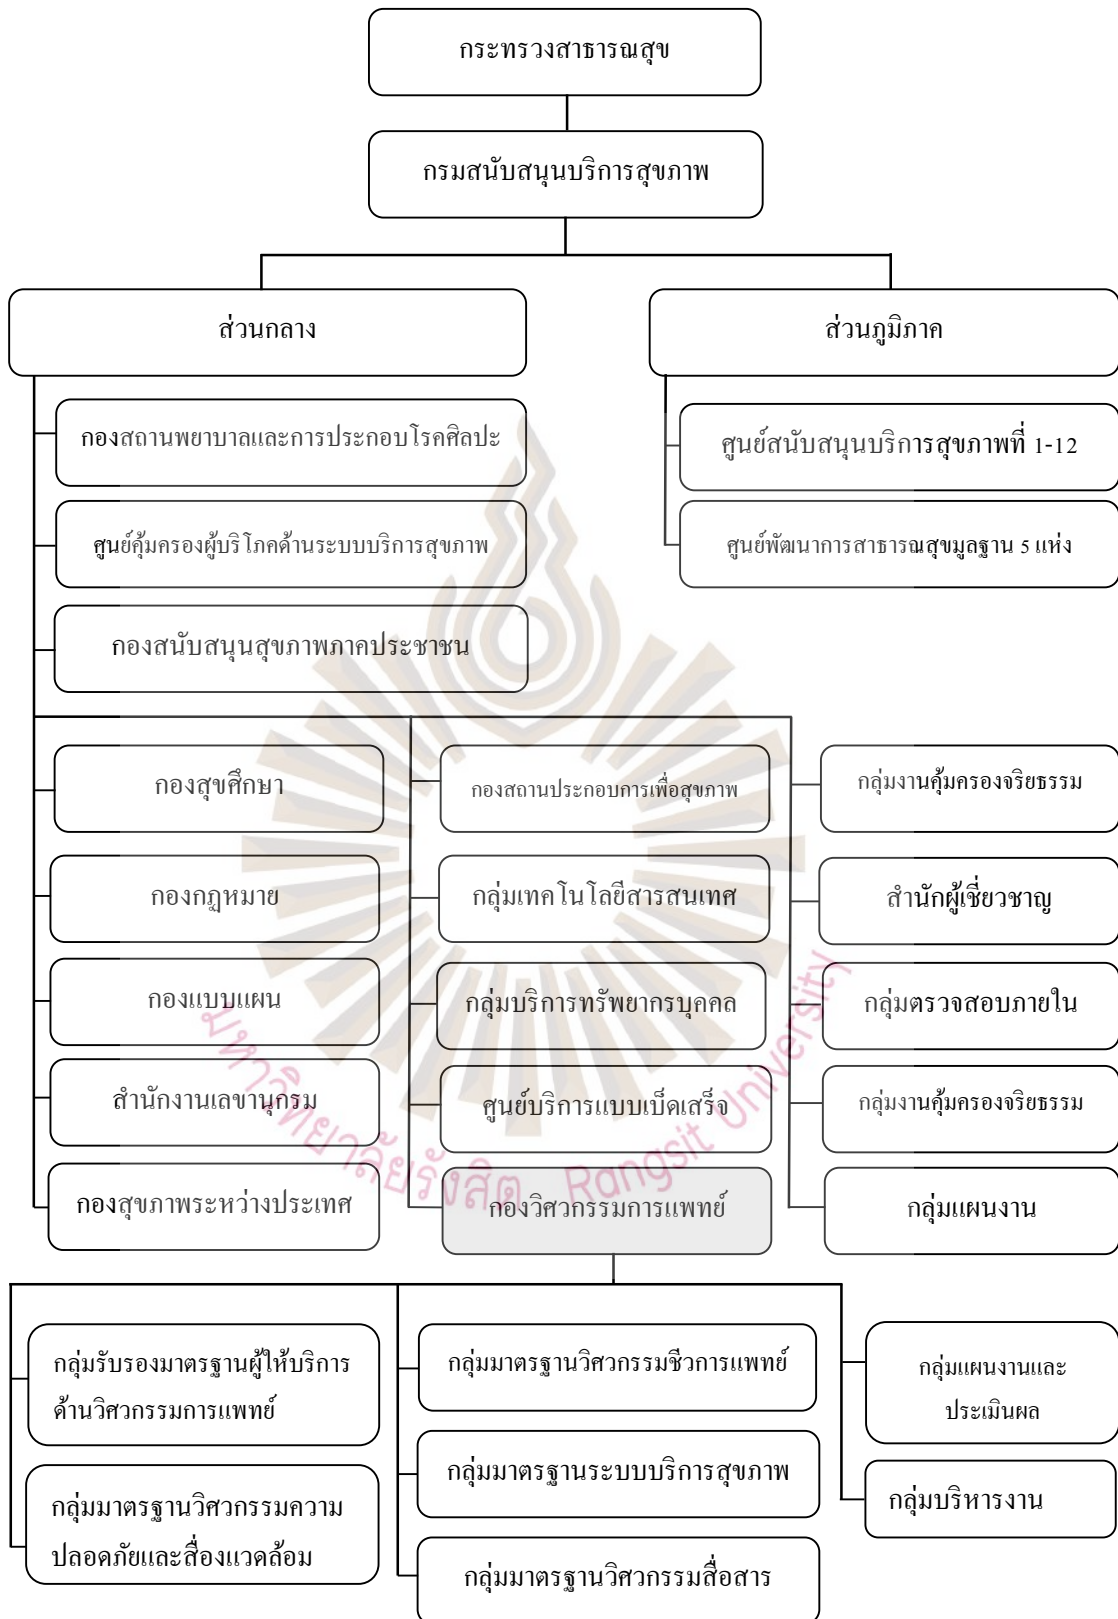 กระทรวงสาธารณสุข
กรมสนับสนุนบริการสุขภาพ
ส่วนกลาง
ส่วนภูมิภาค
กองสถานพยาบาลและการประกอบโรคศิลปะ
ศูนย์สนับสนุนบริการสุขภาพที่ 1-12
ศูนย์คุ้มครองผู้บริโภคด้านระบบบริการสุขภาพ
ศูนย์พัฒนาการสาธารณสุขมูลฐาน 5 แห่ง
กองสนับสนุนสุขภาพภาคประชาชน
กองสุขศึกษา
กองสถานประกอบการเพื่อสุขภาพ
กลุ่มงานคุ้มครองจริยธรรม
กองกฎหมาย
กลุ่มเทคโนโลยีสารสนเทศ
สำนักผู้เชี่ยวชาญ
กองแบบแผน
กลุ่มบริการทรัพยากรบุคคล
กลุ่มตรวจสอบภายใน
สำนักงานเลขานุกรม
ศูนย์บริการแบบเบ็ดเสร็จ
กลุ่มงานคุ้มครองจริยธรรม
กองสุขภาพระหว่างประเทศ
กองวิศวกรรมการแพทย์
กลุ่มแผนงาน
มหาวิทยาลัยรังสิต Rangsit University
กลุ่มรับรองมาตรฐานผู้ให้บริการ
ด้านวิศวกรรมการแพทย์
กลุ่มมาตรฐานวิศวกรรมชีวการแพทย์
กลุ่มแผนงานและ
ประเมินผล
กลุ่มมาตรฐานวิศวกรรมความ
ปลอดภัยและสื่องแวดล้อม
กลุ่มมาตรฐานระบบบริการสุขภาพ
กลุ่มบริหารงาน
กลุ่มมาตรฐานวิศวกรรมสื่อสาร